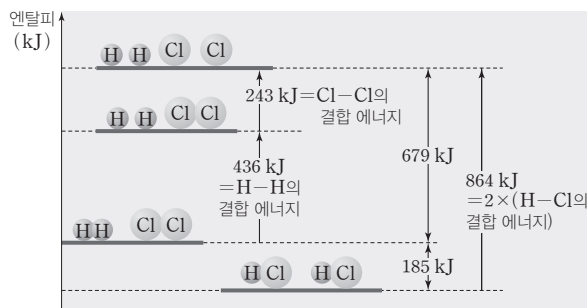 엔탈피
(kJ)
H H Cl Cl
243 kJ=Cl-Cl의
결합 에너지
H H Cl Cl
436 kJ
=H-H의
결합 에너지
679 kJ
864 kJ
=2×(H-Cl의
결합 에너지)
H H Cl Cl
185 kJ
H Cl H Cl